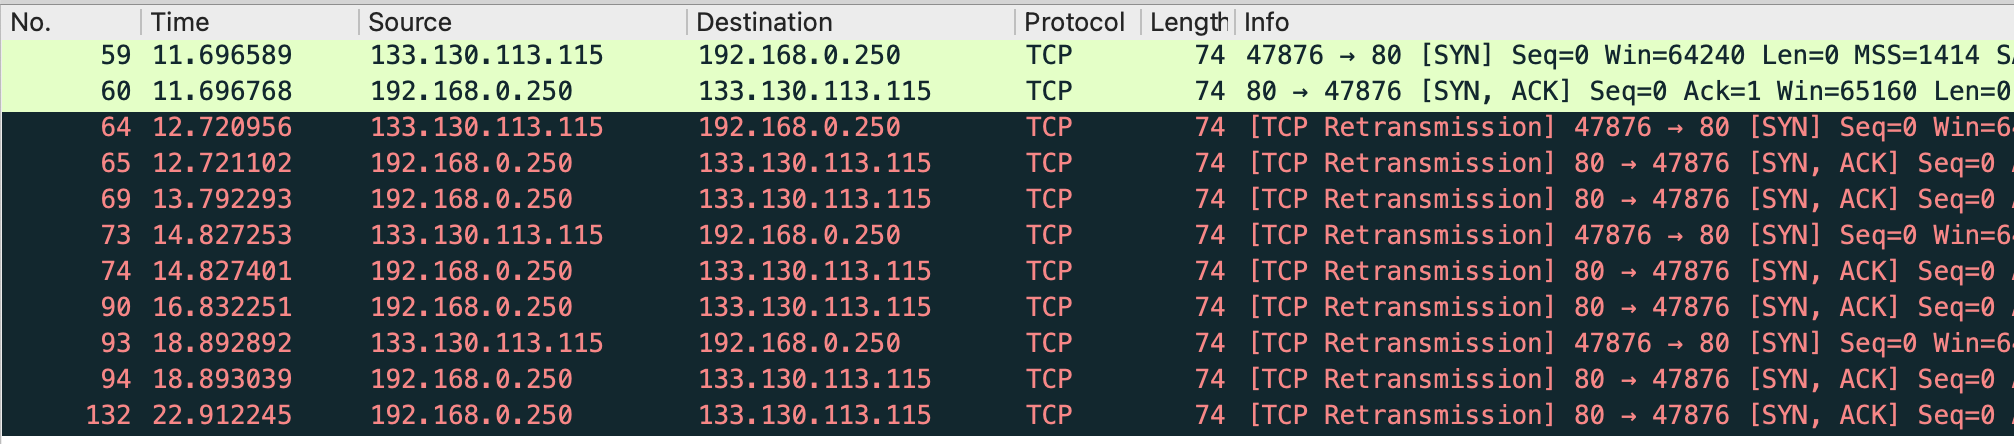 No. Time Source Destination Protocol Length Info
59 11.696589 133.130.113.115 192.168.0.250 TCP 74 47876 → 80 [SYN] Seq=0 Win=64240 Len=0 MSS=1414 S
60 11.696768 192.168.0.250 133.130.113.115 TCP 74 80 → 47876 [SYN, ACK] Seq=0 Ack=1 Win=65160 Len=0
64 12.720956 133.130.113.115 192.168.0.250 TCP 74 [TCP Retransmission] 47876 → 80 [SYN] Seq=0 Win=6
65 12.721102 192.168.0.250 133.130.113.115 TCP 74 [TCP Retransmission] 80 → 47876 [SYN, ACK] Seq=0
69 13.792293 192.168.0.250 133.130.113.115 TCP 74 [TCP Retransmission] 80 → 47876 [SYN, ACK] Seq=0
73 14.827253 133.130.113.115 192.168.0.250 TCP 74 [TCP Retransmission] 47876 → 80 [SYN] Seq=0 Win=6
74 14.827401 192.168.0.250 133.130.113.115 TCP 74 [TCP Retransmission] 80 → 47876 [SYN, ACK] Seq=0
90 16.832251 192.168.0.250 133.130.113.115 TCP 74 [TCP Retransmission] 80 → 47876 [SYN, ACK] Seq=0
93 18.892892 133.130.113.115 192.168.0.250 TCP 74 [TCP Retransmission] 47876 → 80 [SYN] Seq=0 Win=6
94 18.893039 192.168.0.250 133.130.113.115 TCP 74 [TCP Retransmission] 80 → 47876 [SYN, ACK] Seq=0
132 22.912245 192.168.0.250 133.130.113.115 TCP 74 [TCP Retransmission] 80 → 47876 [SYN, ACK] Seq=0